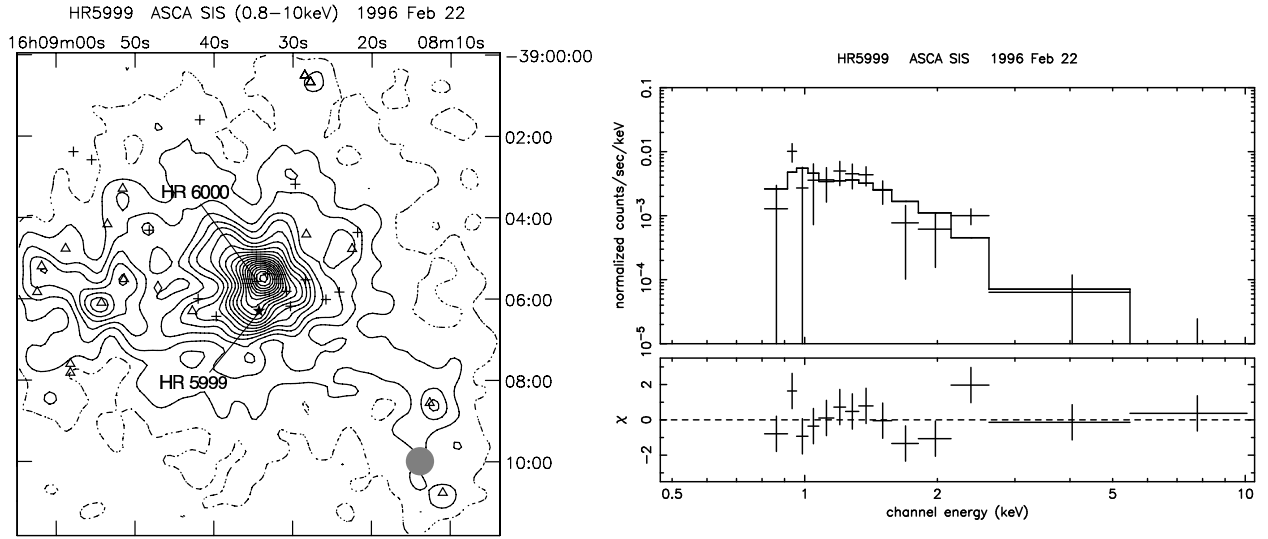 HR5999 ASCA SIS (0.8−10keV) 1996 Feb 22
16h09m00s 50s 40s 30s 20s 08m10s
−39:00:00
02:00
HR 6000
04:00
06:00
HR 5999
08:00
10:00
HR5999 ASCA SIS 1996 Feb 22
normalized counts/sec/keV
0.1
0.01
10−3
10−4
10−5
χ
2
0
−2
0.5 1 2 5 10
channel energy (keV)